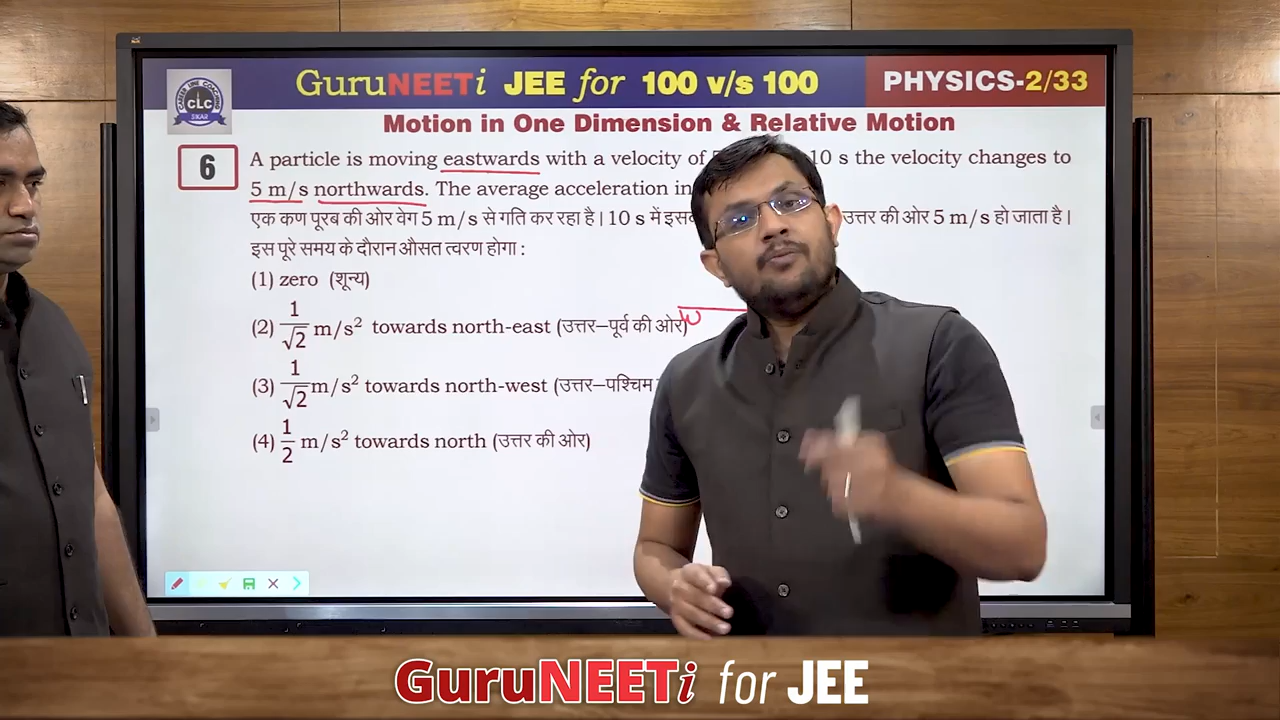 GuruNEETi JEE for 100 v/s 100
PHYSICS-2/33
CLC
SIKAR
Motion in One Dimension & Relative Motion
6
A particle is moving eastwards with a velocity of 10 s the velocity changes to
5 m/s northwards. The average acceleration in
एक कण पूरब की ओर वेग 5 m/s से गति कर रहा है। 10 s में उत्तर की ओर 5 m/s हो जाता है।
इस पूरे समय के दौरान औसत त्वरण होगा :
(1) zero (शून्य)
(2) 1/√2 m/s² towards north-east (उत्तर–पूर्व की ओर)
W
(3) 1/√2 m/s² towards north-west (उत्तर–पश्चिम
(4) 1/2 m/s² towards north (उत्तर की ओर)
GuruNEETi for JEE